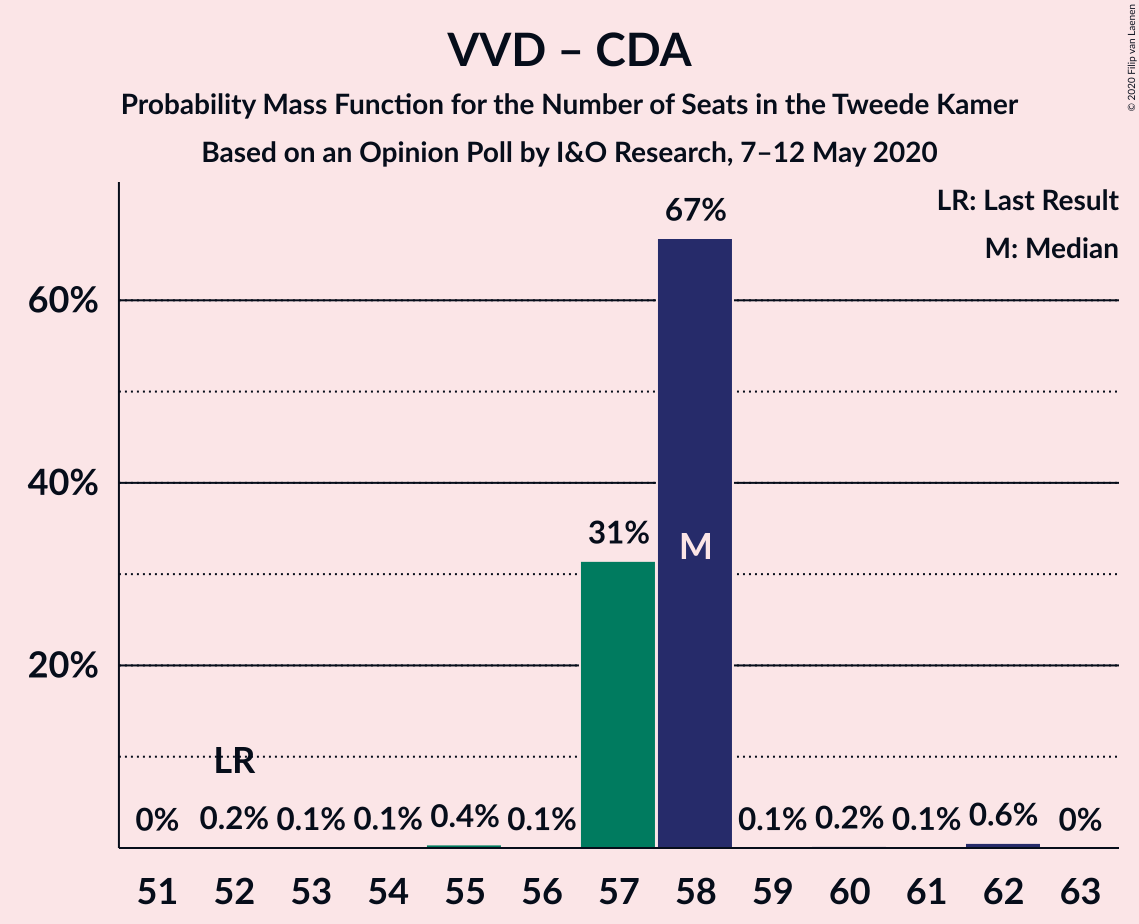 VVD – CDA
Probability Mass Function for the Number of Seats in the Tweede Kamer
Based on an Opinion Poll by I&O Research, 7–12 May 2020
© 2020 Filip van Laenen
LR: Last Result
M: Median
67%
60%
31%
M
40%
20%
LR
0% 0.2% 0.1% 0.1% 0.4% 0.1% 0.1% 0.2% 0.1% 0.6% 0%
51 52 53 54 55 56 57 58 59 60 61 62 63